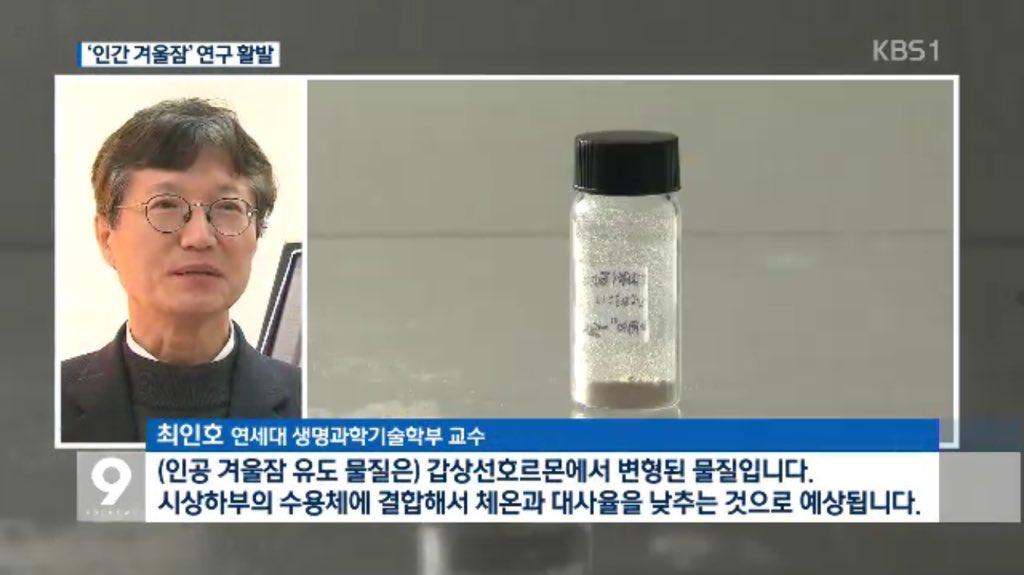 ‘인간 겨울잠’ 연구 활발
KBS1
최인호 연세대 생명과학기술학부 교수
9
(인공 겨울잠 유도 물질은) 갑상선호르몬에서 변형된 물질입니다.
시상하부의 수용체에 결합해서 체온과 대사율을 낮추는 것으로 예상됩니다.